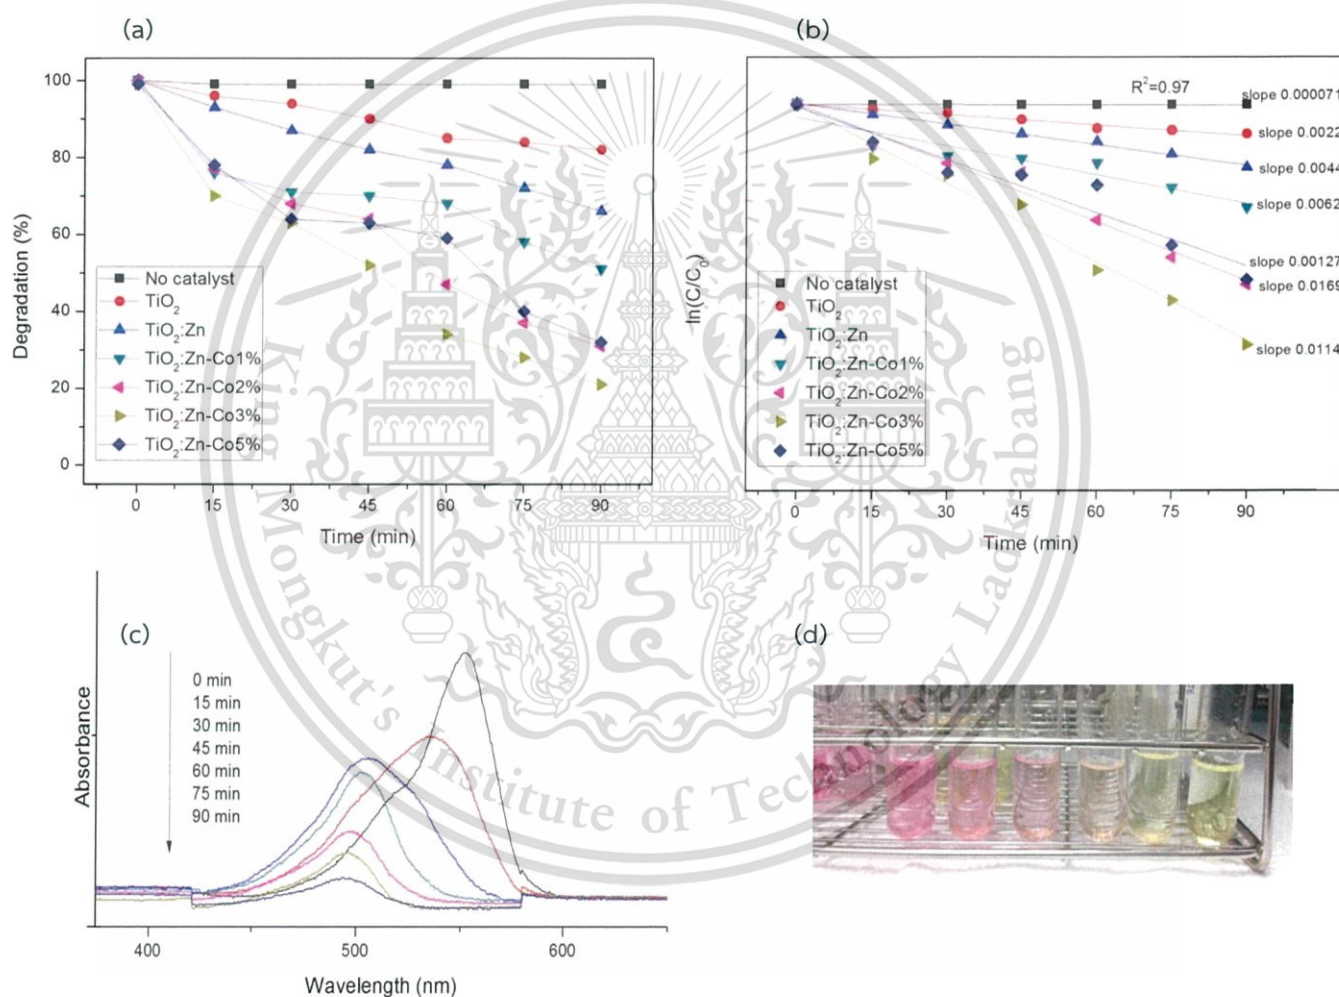 (a)
Degradation (%)
100
80
60
40
20
0
No catalyst
TiO₂
TiO₂:Zn
TiO₂:Zn-Co1%
TiO₂:Zn-Co2%
TiO₂:Zn-Co3%
TiO₂:Zn-Co5%
0 15 30 45 60 75 90
Time (min)
(b)
ln(C/C₀)
R²=0.97
slope 0.000071
slope 0.0022
slope 0.0044
slope 0.0062
slope 0.00127
slope 0.0169
slope 0.0114
No catalyst
TiO₂
TiO₂:Zn
TiO₂:Zn-Co1%
TiO₂:Zn-Co2%
TiO₂:Zn-Co3%
TiO₂:Zn-Co5%
0 15 30 45 60 75 90
Time (min)
(c)
Absorbance
0 min
15 min
30 min
45 min
60 min
75 min
90 min
400 500 600
Wavelength (nm)
(d)
King Mongkut's Institute of Technology Ladkrabang